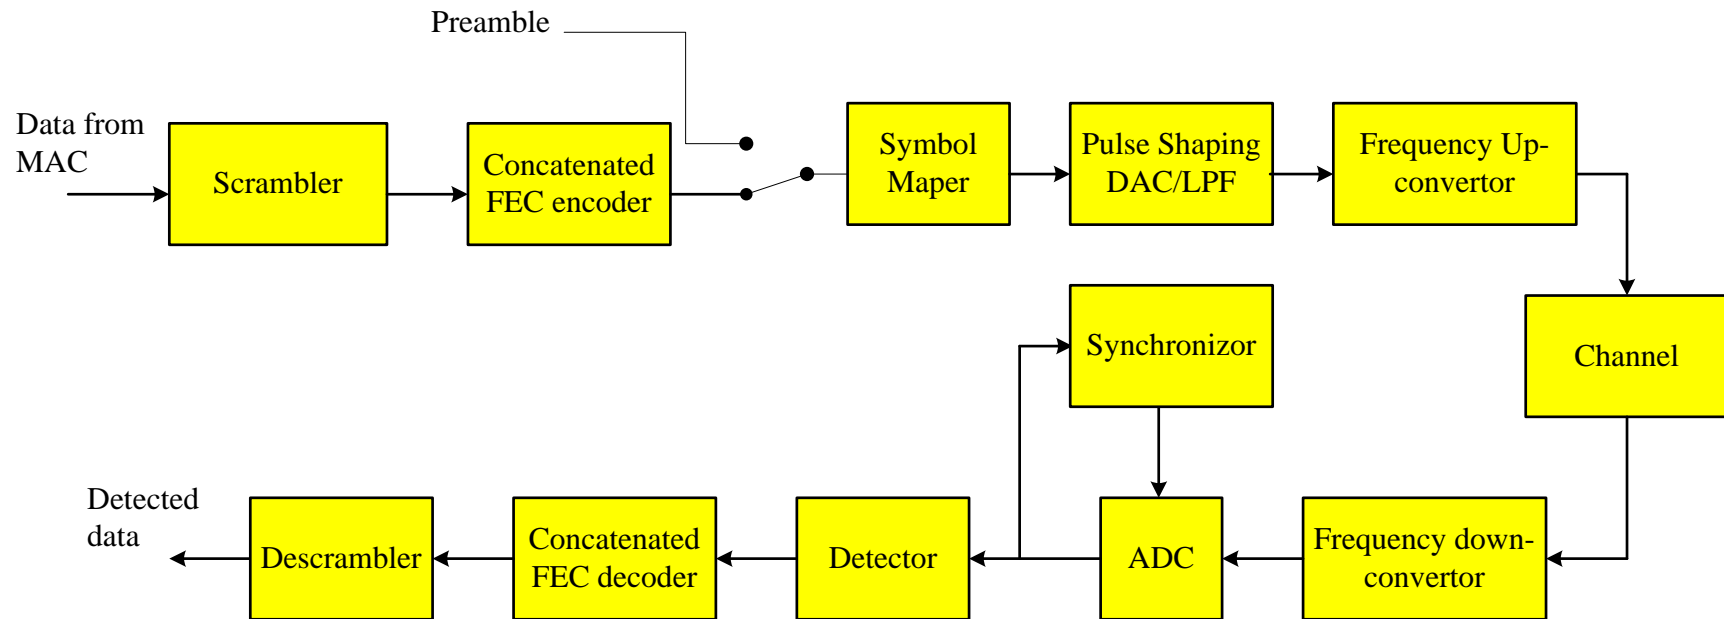 Preamble
Data from
MAC
Scrambler
Concatenated
FEC encoder
Symbol
Maper
Pulse Shaping
DAC/LPF
Frequency Up-
convertor
Synchronizor
Channel
Detected
data
Descrambler
Concatenated
FEC decoder
Detector
ADC
Frequency down-
convertor